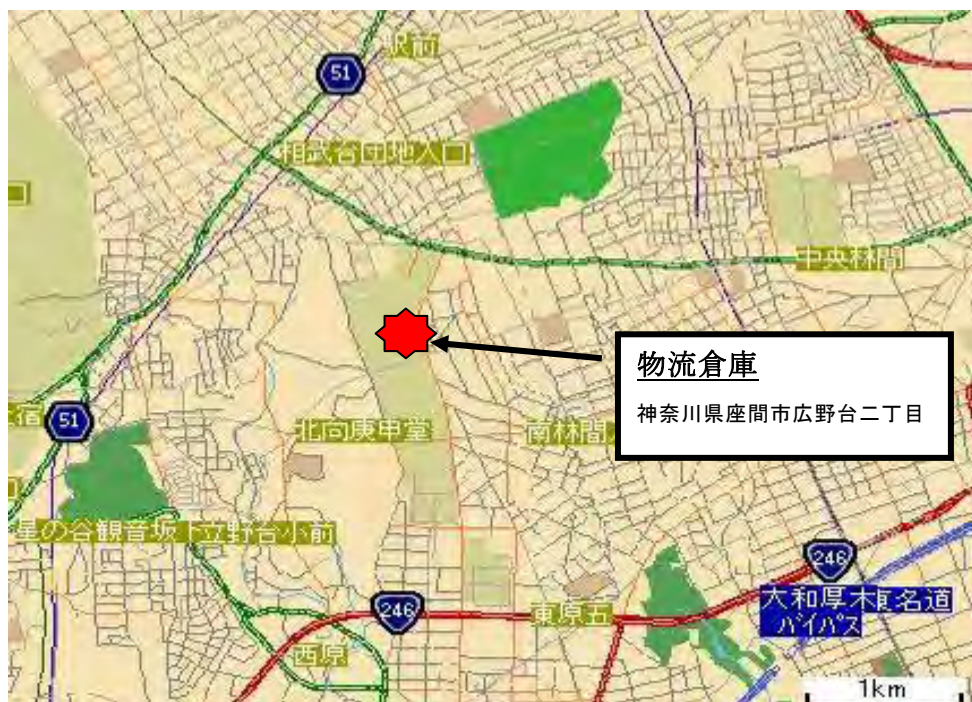 駅前
51
相武台団地入口
中央林間
物流倉庫
神奈川県座間市広野台二丁目
51
北向庚申堂
南林間
星の谷観音坂下立野台小前
246
大和厚木
バイパス
東名道
246
東原五
西原
1km